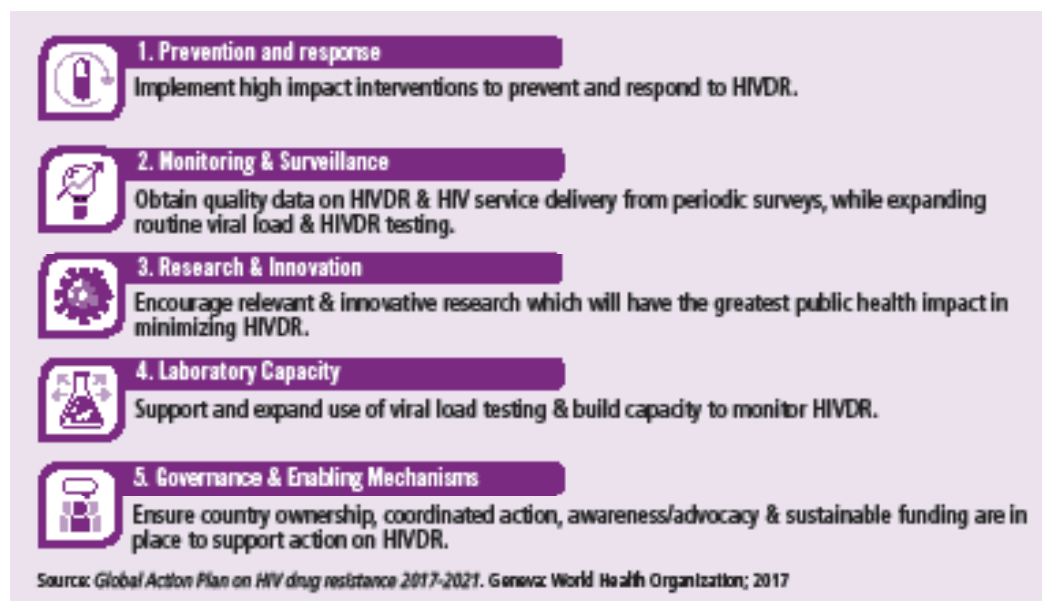 1. Prevention and response
Implement high impact interventions to prevent and respond to HIVDR.
2. Monitoring & Surveillance
Obtain quality data on HIVDR & HIV service delivery from periodic surveys, while expanding
routine viral load & HIVDR testing.
3. Research & Innovation
Encourage relevant & innovative research which will have the greatest public health impact in
minimizing HIVDR.
4. Laboratory Capacity
Support and expand use of viral load testing & build capacity to monitor HIVDR.
5. Governance & Enabling Mechanisms
Ensure country ownership, coordinated action, awareness/advocacy & sustainable funding are in
place to support action on HIVDR.
Source: Global Action Plan on HIV drug resistance 2017-2021. Geneva: World Health Organization; 2017